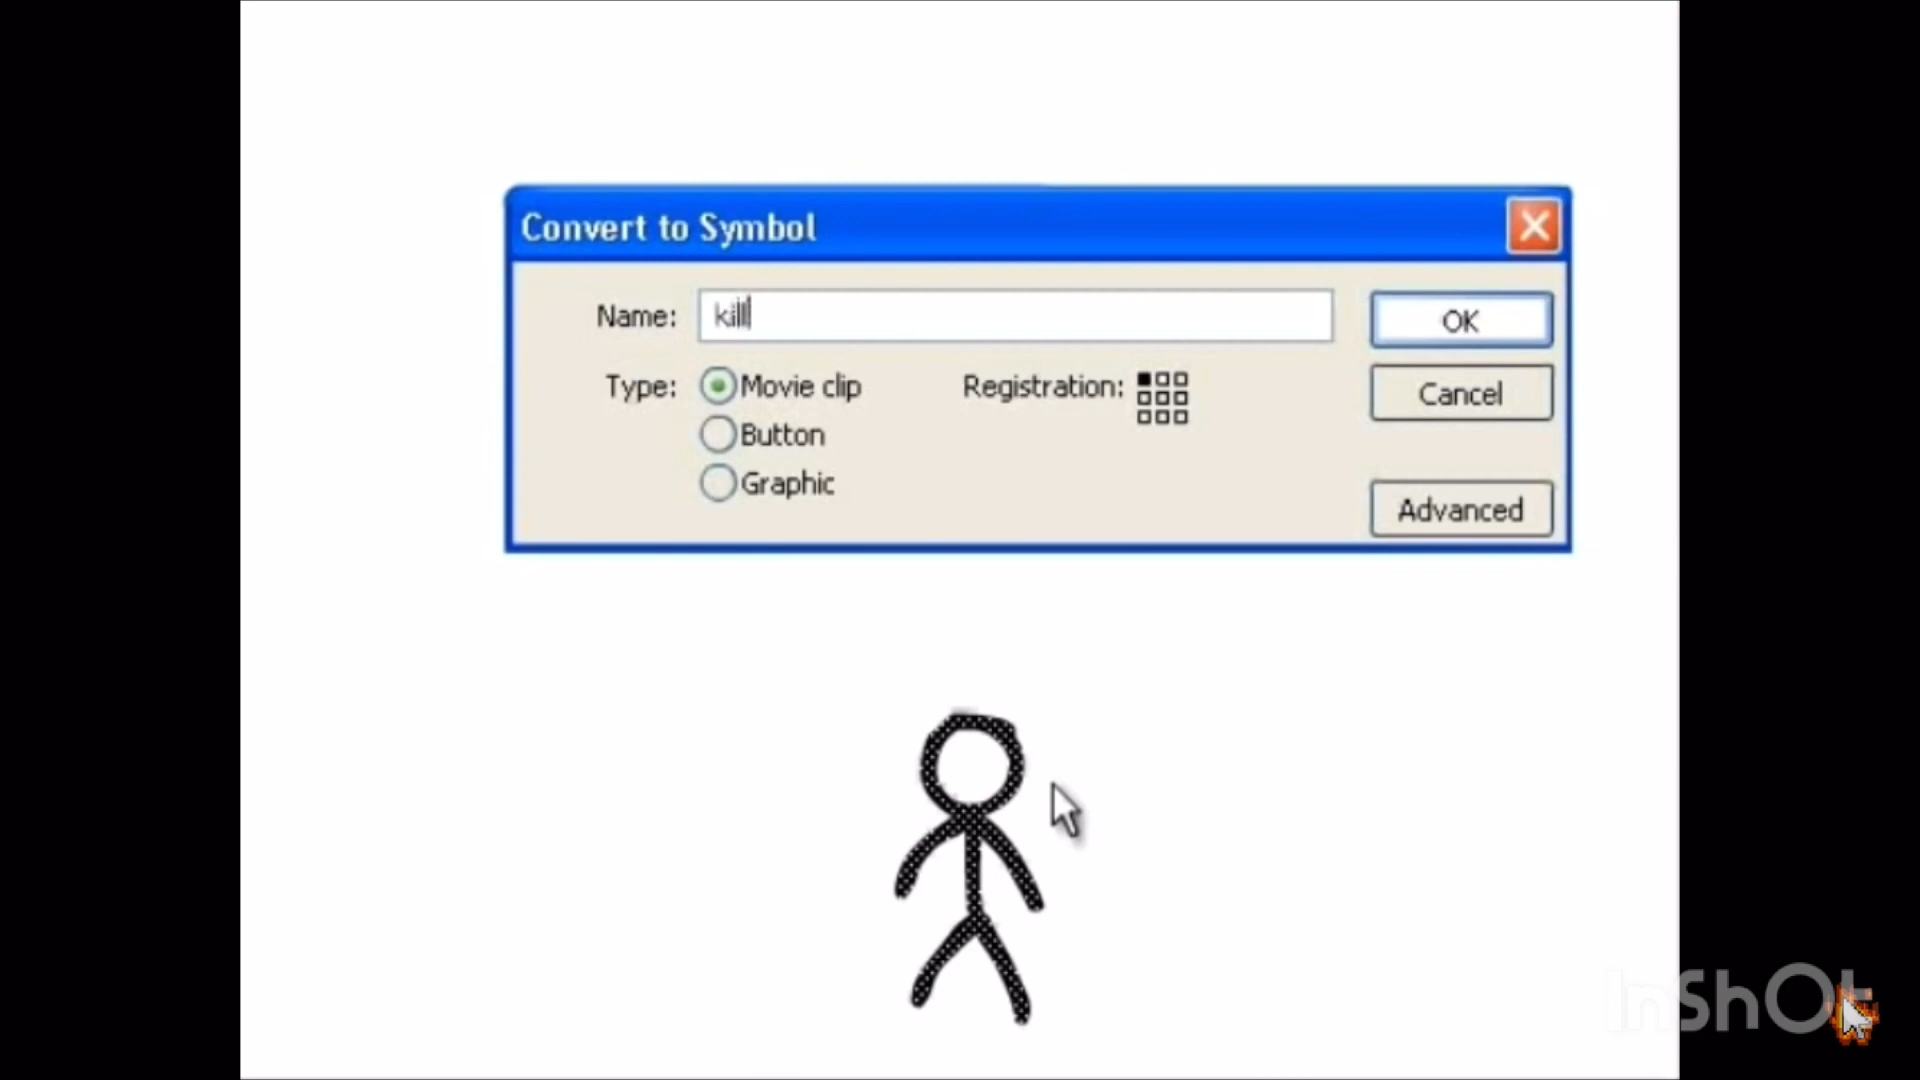 Convert to Symbol
Name: kill
OK
Type: Movie clip
Registration:
Cancel
Button
Graphic
Advanced
InShOt